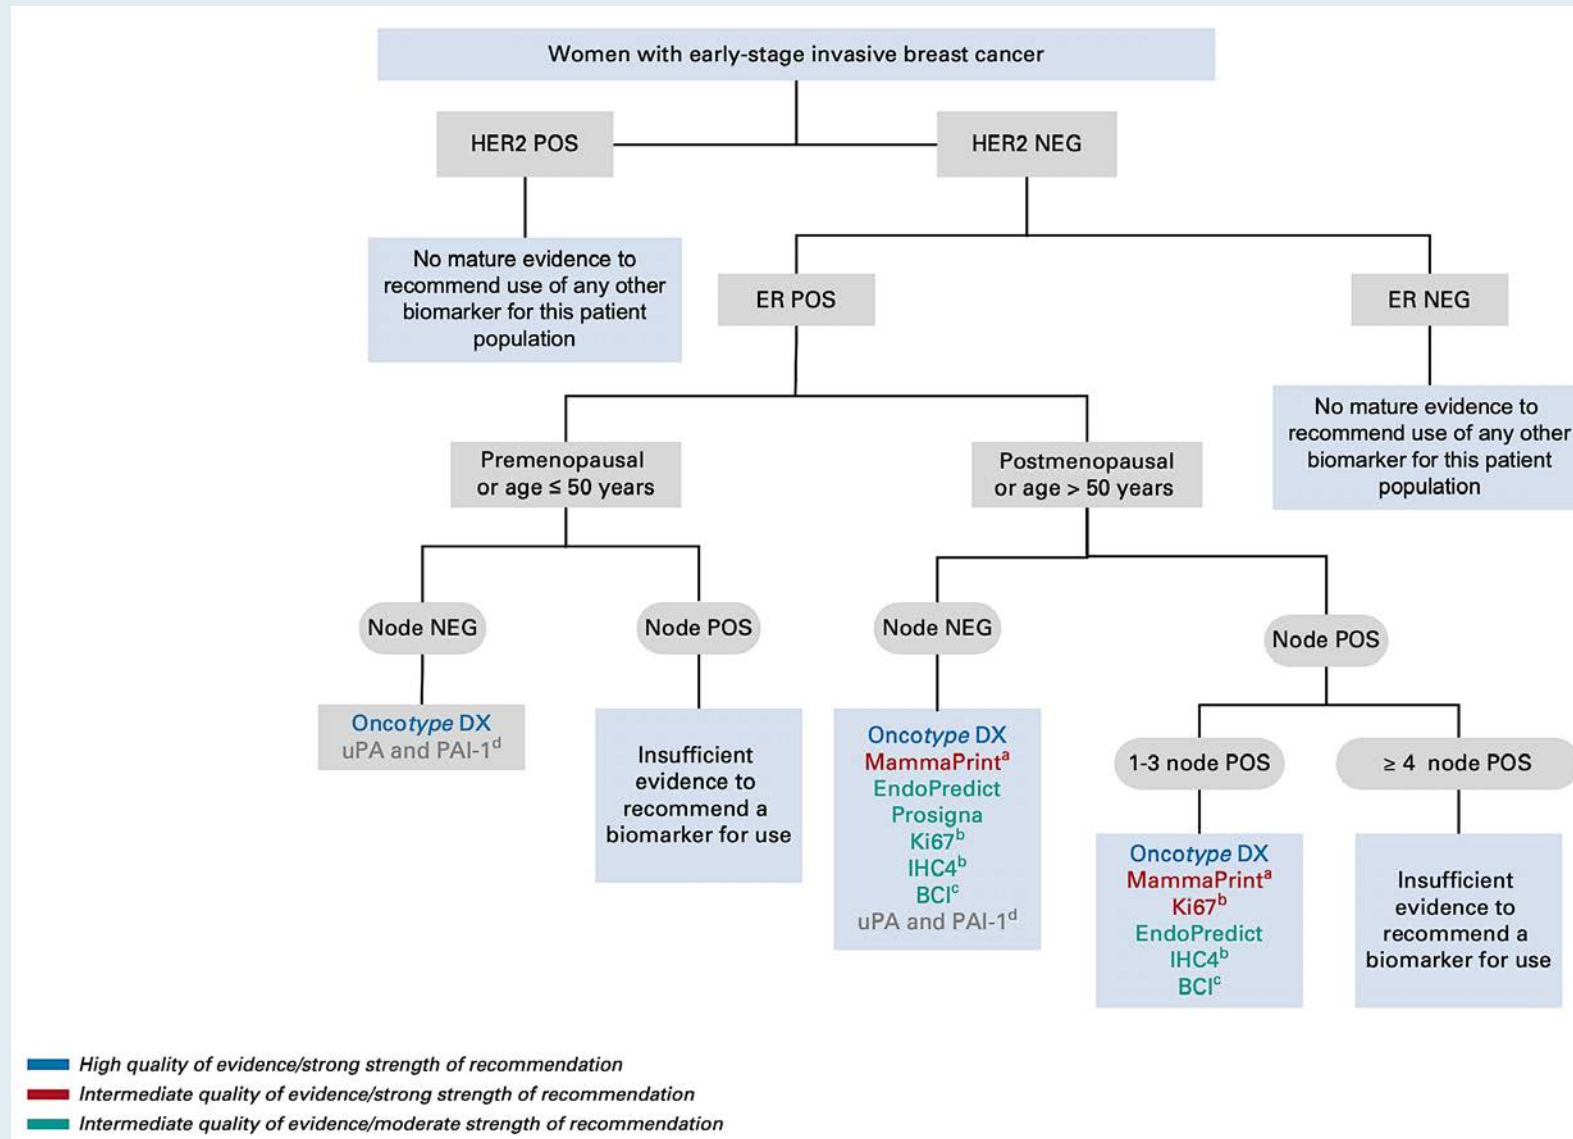 Women with early-stage invasive breast cancer
HER2 POS
HER2 NEG
No mature evidence to
recommend use of any other
biomarker for this patient
population
ER POS
ER NEG
No mature evidence to
recommend use of any other
biomarker for this patient
population
Premenopausal
or age ≤ 50 years
Postmenopausal
or age > 50 years
Node NEG
Node POS
Node NEG
Node POS
Oncotype DX
uPA and PAI-1ᵈ
Insufficient
evidence to
recommend a
biomarker for use
Oncotype DX
MammaPrintᵃ
EndoPredict
Prosigna
Ki67ᵇ
IHC4ᵇ
BCIᶜ
uPA and PAI-1ᵈ
1-3 node POS
≥ 4 node POS
Oncotype DX
MammaPrintᵃ
Ki67ᵇ
EndoPredict
IHC4ᵇ
BCIᶜ
Insufficient
evidence to
recommend a
biomarker for use
High quality of evidence/strong strength of recommendation
Intermediate quality of evidence/strong strength of recommendation
Intermediate quality of evidence/moderate strength of recommendation